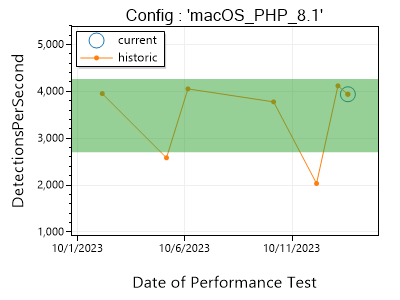 Config : 'macOS_PHP_8.1'
current
historic
5,000
4,000
3,000
2,000
1,000
DetectionsPerSecond
10/1/2023
10/6/2023
10/11/2023
Date of Performance Test